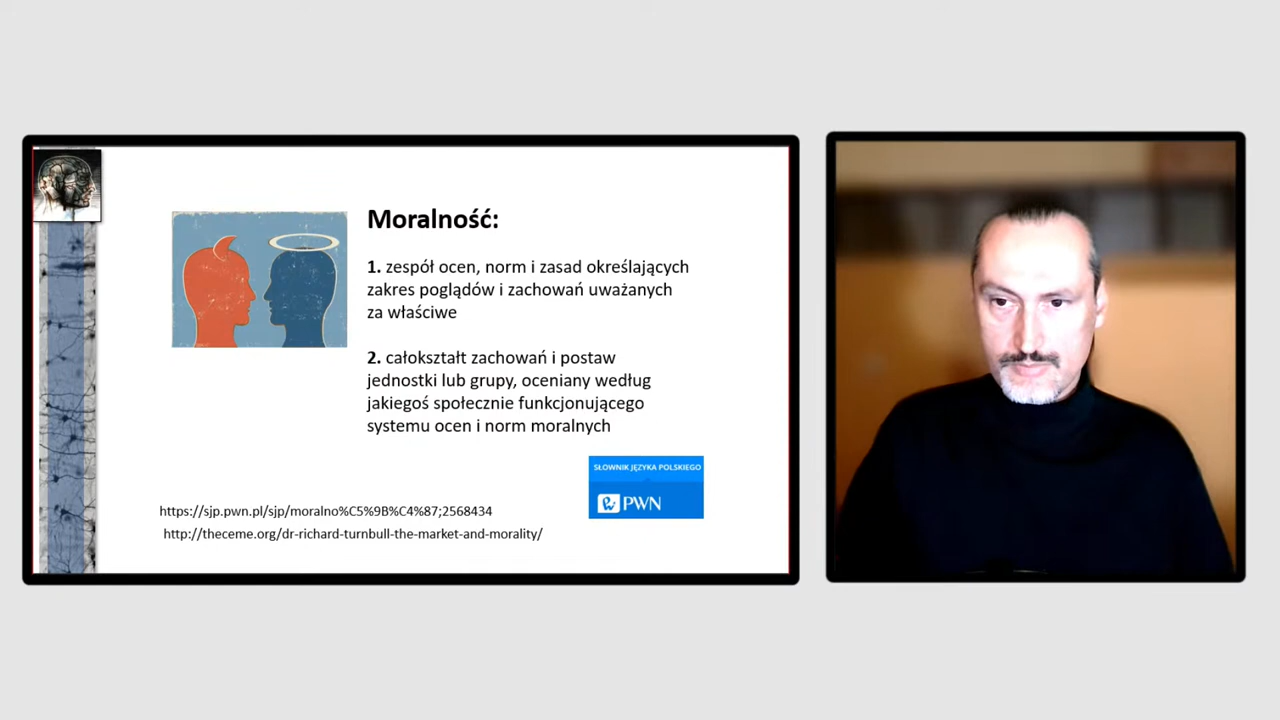 Moralność:
1. zespół ocen, norm i zasad określających
zakres poglądów i zachowań uważanych
za właściwe
2. całokształt zachowań i postaw
jednostki lub grupy, oceniany według
jakiegoś społecznie funkcjonującego
systemu ocen i norm moralnych
SŁOWNIK JĘZYKA POLSKIEGO
PWN
https://sjp.pwn.pl/sjp/moralno%C5%9B%C4%87;2568434
http://theceme.org/dr-richard-turnbull-the-market-and-morality/